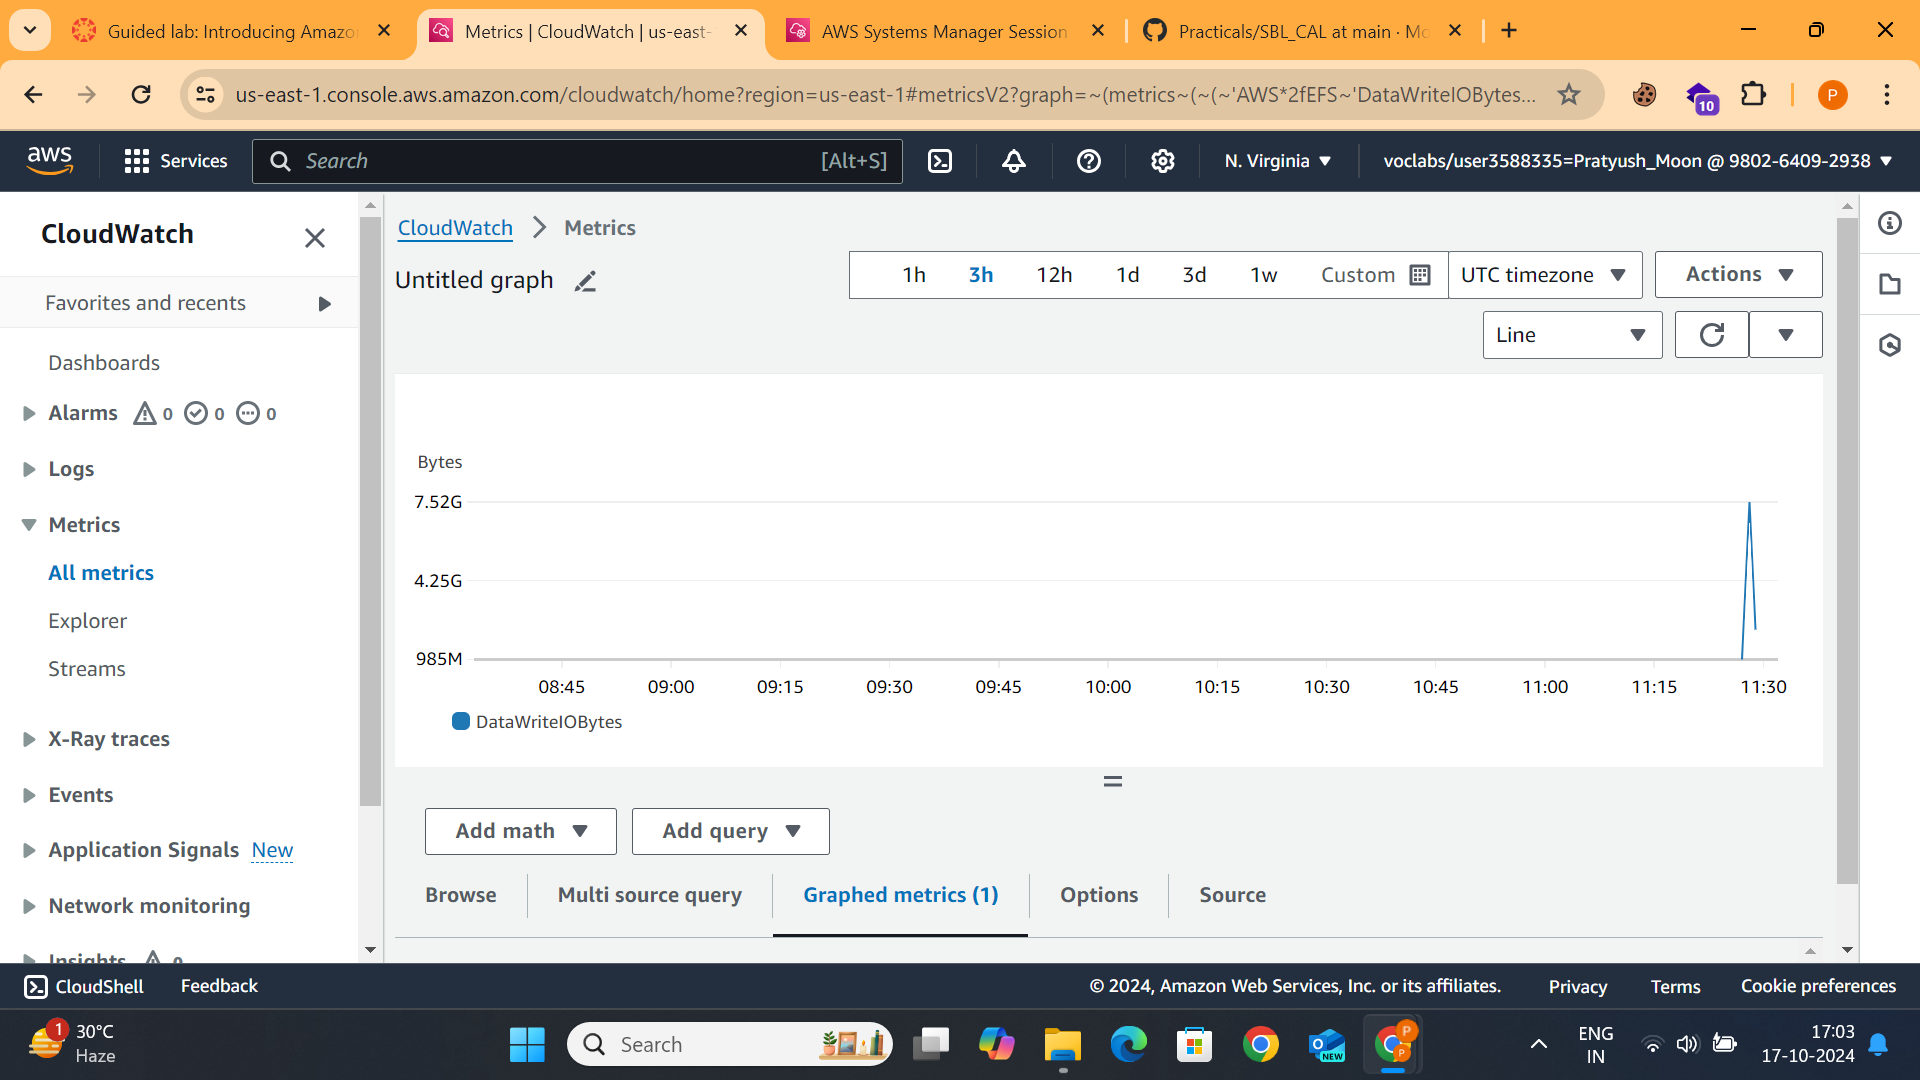 Guided lab: Introducing Amazo
Metrics | CloudWatch | us-east-
AWS Systems Manager Session
Practicals/SBL_CAL at main · Mo
us-east-1.console.aws.amazon.com/cloudwatch/home?region=us-east-1#metricsV2?graph=~(metrics~(~(~'AWS*2fEFS~'DataWriteIOBytes...
10
P
aws
Services
Search
[Alt+S]
N. Virginia
voclabs/user3588335=Pratyush_Moon @ 9802-6409-2938
CloudWatch
Favorites and recents
Dashboards
Alarms 0 0 0
Logs
Metrics
All metrics
Explorer
Streams
X-Ray traces
Events
Application Signals New
Network monitoring
Insights 0
CloudWatch Metrics
Untitled graph
1h 3h 12h 1d 3d 1w Custom UTC timezone Actions
Line
Bytes
7.52G
4.25G
985M
08:45 09:00 09:15 09:30 09:45 10:00 10:15 10:30 10:45 11:00 11:15 11:30
DataWriteIOBytes
Add math Add query
Browse Multi source query Graphed metrics (1) Options Source
CloudShell Feedback © 2024, Amazon Web Services, Inc. or its affiliates. Privacy Terms Cookie preferences
1
30°C
Haze
Search
NEW
P
P
ENG
IN
17:03
17-10-2024